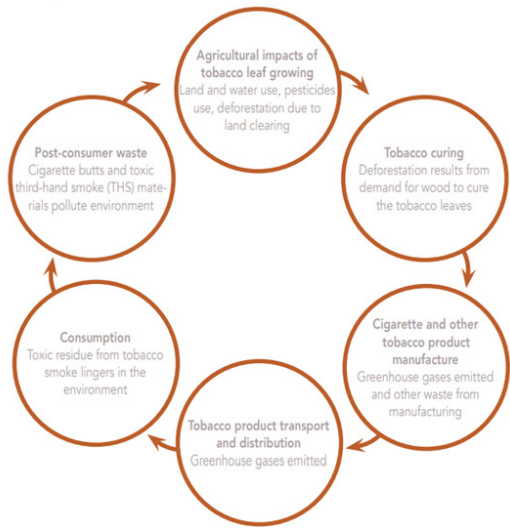 Agricultural impacts of
tobacco leaf growing
Land and water use, pesticides
use, deforestation due to
land clearing
Tobacco curing
Deforestation results from
demand for wood to cure
the tobacco leaves
Cigarette and other
tobacco product
manufacture
Greenhouse gases emitted
and other waste from
manufacturing
Tobacco product transport
and distribution
Greenhouse gases emitted
Consumption
Toxic residue from tobacco
smoke lingers in the
environment
Post-consumer waste
Cigarette butts and toxic
third-hand smoke (THS) mate-
rials pollute environment